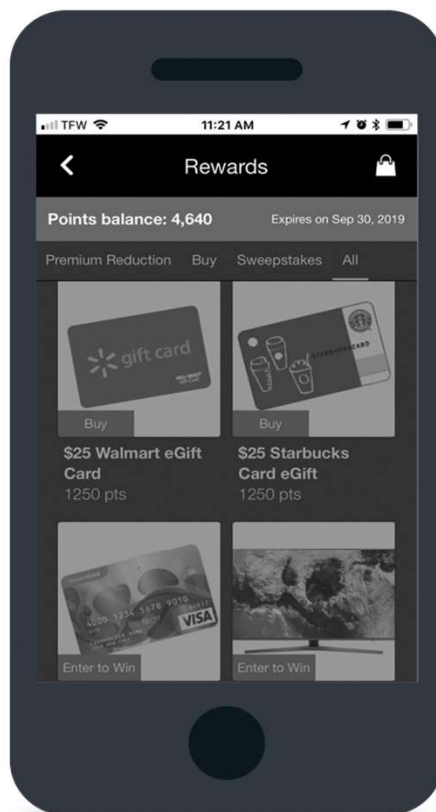 TFW 11:21 AM
Rewards
Points balance: 4,640 Expires on Sep 30, 2019
Premium Reduction Buy Sweepstakes All
gift card
STARBUCKS CARD
Buy Buy
$25 Walmart eGift
Card
1250 pts
$25 Starbucks
Card eGift
1250 pts
4000 1234 5678 9010
VISA
Enter to Win Enter to Win